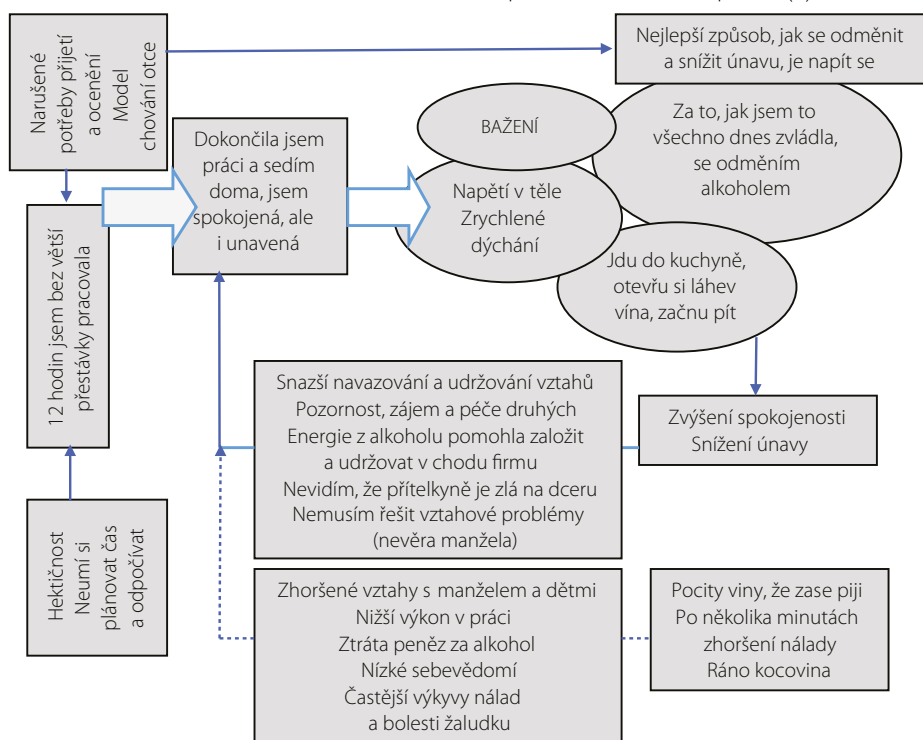 Narušené
potřeby přijetí
a ocenění
Model
chování otce
Nejlepší způsob, jak se odměnit
a snížit únavu, je napít se
BAŽENÍ
Za to, jak jsem to
všechno dnes zvládla,
se odměním
alkoholem
Dokončila jsem
práci a sedím
doma, jsem
spokojená, ale
i unavená
Napětí v těle
Zrychlené
dýchání
12 hodin jsem bez větší
přestávky pracovala
Jdu do kuchyně,
otevřu si láhev
vína, začnu pít
Snazší navazování a udržování vztahů
Pozornost, zájem a péče druhých
Energie z alkoholu pomohla založit
a udržovat v chodu firmu
Nevidím, že přítelkyně je zlá na dceru
Nemusím řešit vztahové problémy
(nevěra manžela)
Zvýšení spokojenosti
Snížení únavy
Hektičnost
Neumí si
plánovat čas
a odpočívat
Zhoršené vztahy s manželem a dětmi
Nižší výkon v práci
Ztráta peněz za alkohol
Nízké sebevědomí
Častější výkyvy nálad
a bolesti žaludku
Pocity viny, že zase piji
Po několika minutách
zhoršení nálady
Ráno kocovina